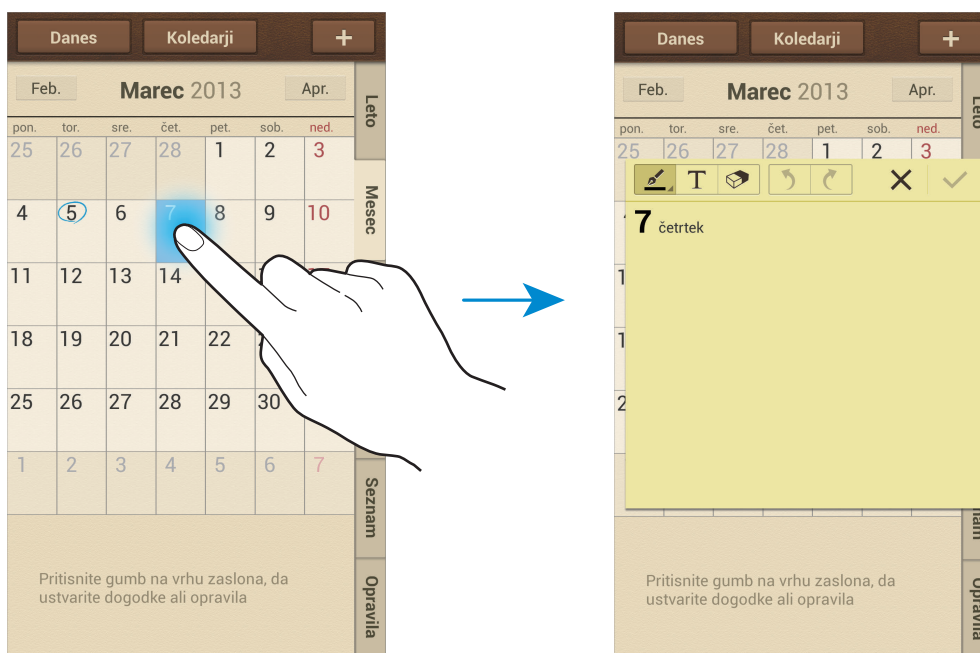 Danes Koledarji +
Feb. Marec 2013 Apr.
pon. tor. sre. čet. pet. sob. ned.
25 26 27 28 1 2 3
4 5 6 7 8 9 10
11 12 13 14
18 19 20 21 22
25 26 27 28 29 30
1 2 3 4 5 6 7
Leto
Mesec
Seznam
Opravila
Pritisnite gumb na vrhu zaslona, da
ustvarite dogodke ali opravila
Danes Koledarji +
Feb. Marec 2013 Apr.
pon. tor. sre. čet. pet. sob. ned.
25 26 27 28 1 2 3
T
7 četrtek
Leto
Opravila
Pritisnite gumb na vrhu zaslona, da
ustvarite dogodke ali opravila